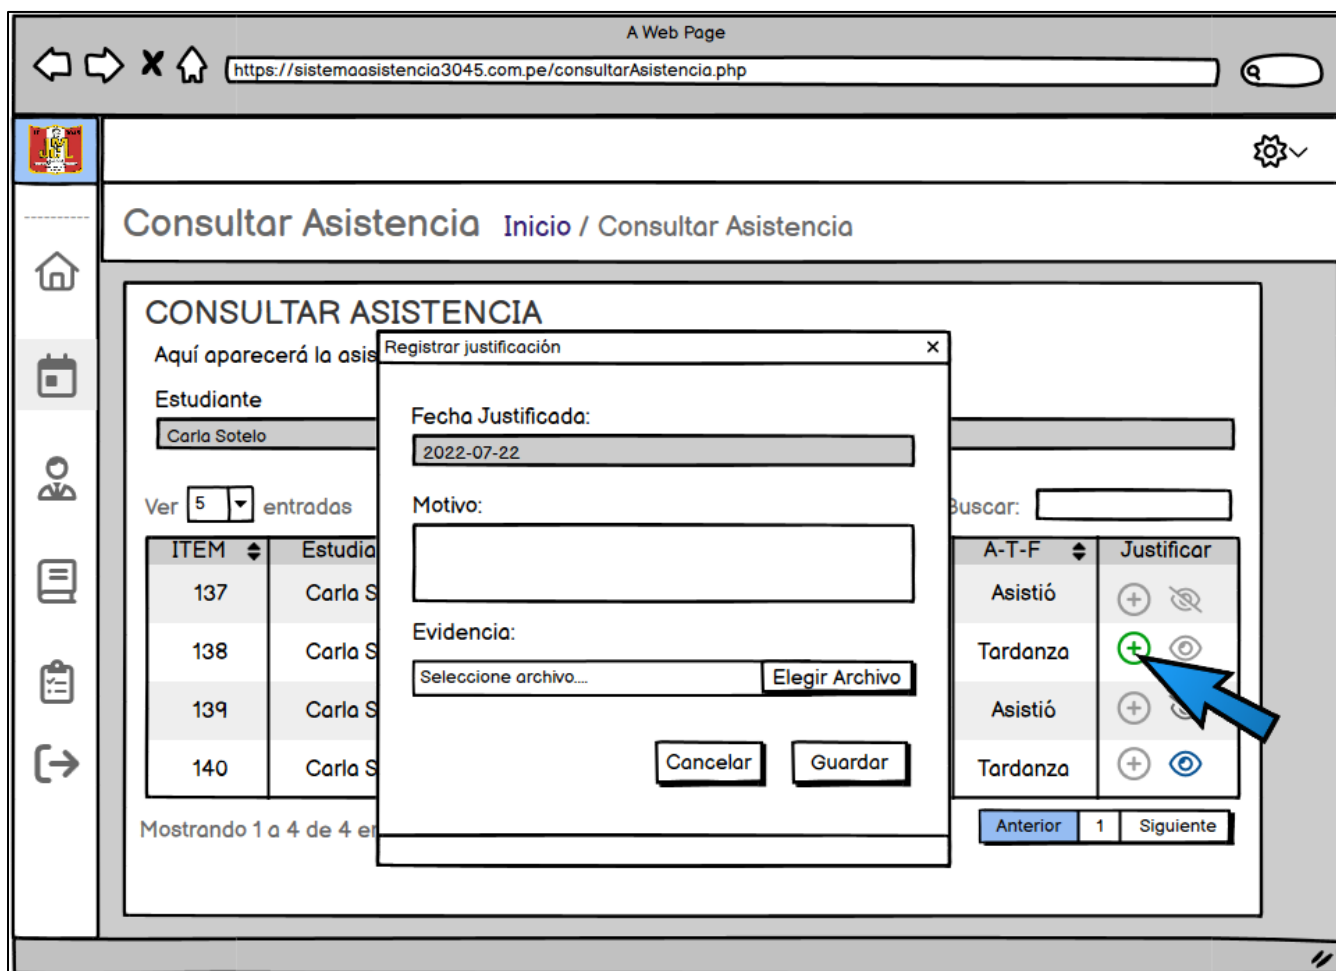 A Web Page
https://sistemaasistencia3045.com.pe/consultarAsistencia.php
Consultar Asistencia Inicio / Consultar Asistencia
CONSULTAR ASISTENCIA
Aquí aparecerá la asis
Estudiante
Carla Sotelo
Ver 5 entradas
Buscar:
ITEM Estudia A-T-F Justificar
137 Carla S Asistió
138 Carla S Tardanza
139 Carla S Asistió
140 Carla S Tardanza
Mostrando 1 a 4 de 4 en
Anterior 1 Siguiente
Registrar justificación
Fecha Justificada:
2022-07-22
Motivo:
Evidencia:
Seleccione archivo.... Elegir Archivo
Cancelar Guardar